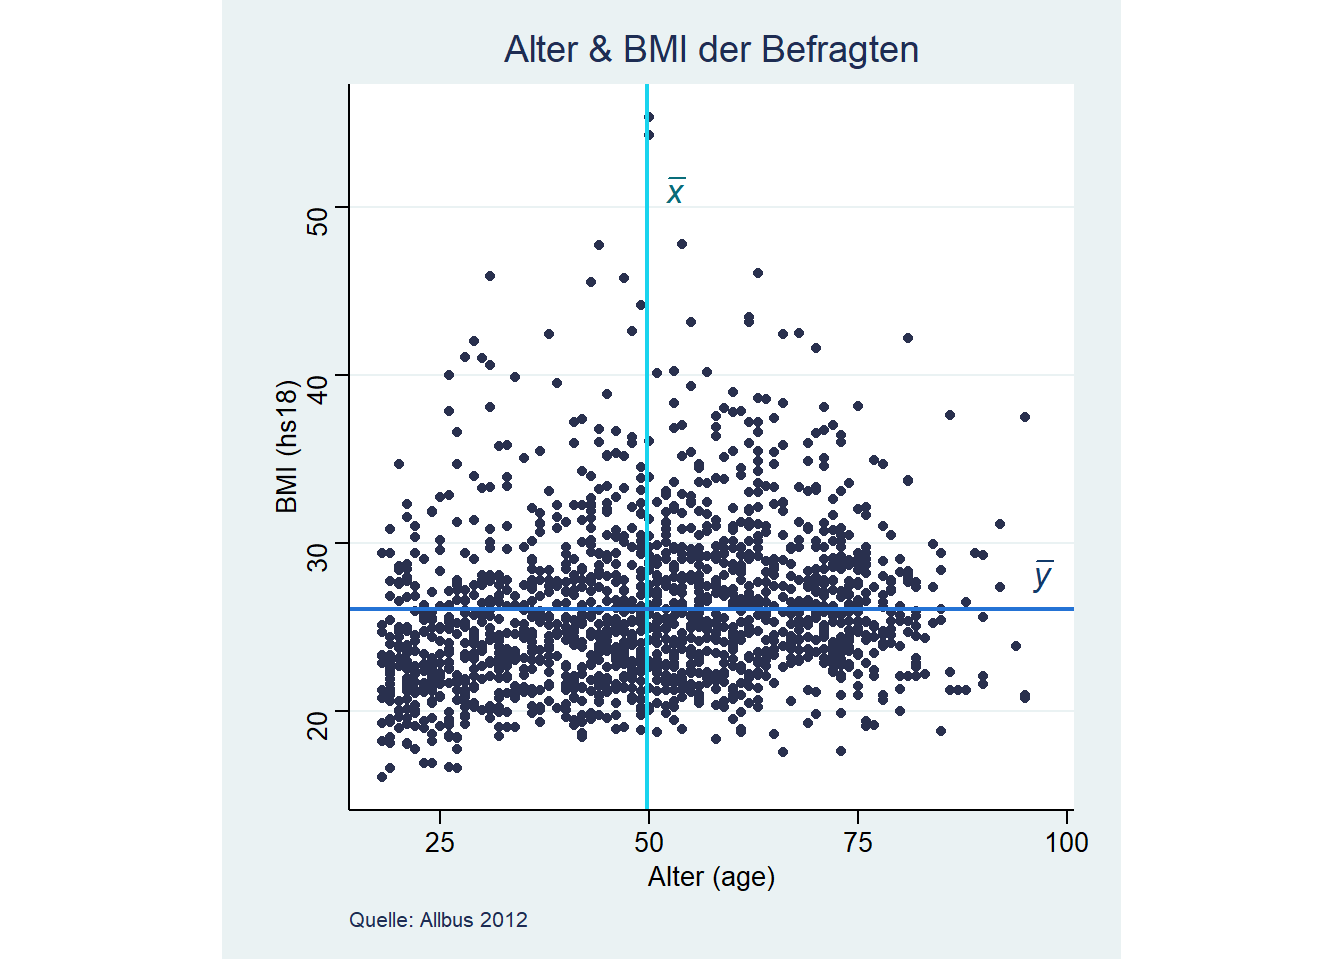 Alter & BMI der Befragten
x̅
50
40
30
20
BMI (hs18)
y̅
25 50 75 100
Alter (age)
Quelle: Allbus 2012